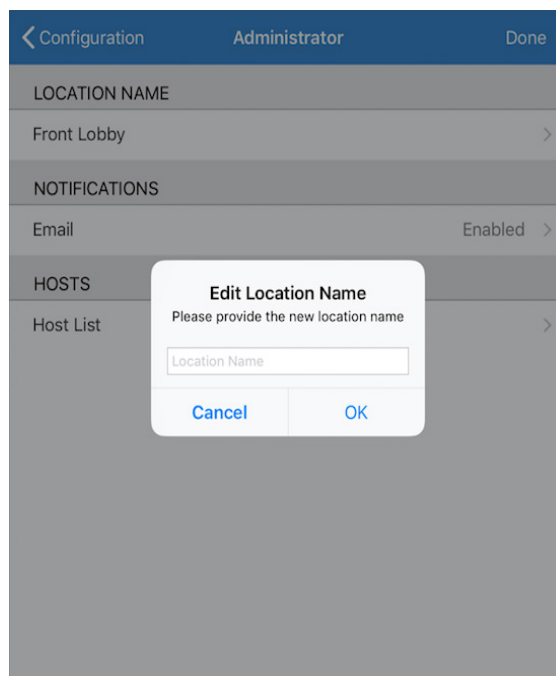 Configuration Administrator Done
LOCATION NAME
Front Lobby
NOTIFICATIONS
Email Enabled
HOSTS
Host List
Edit Location Name
Please provide the new location name
Location Name
Cancel OK